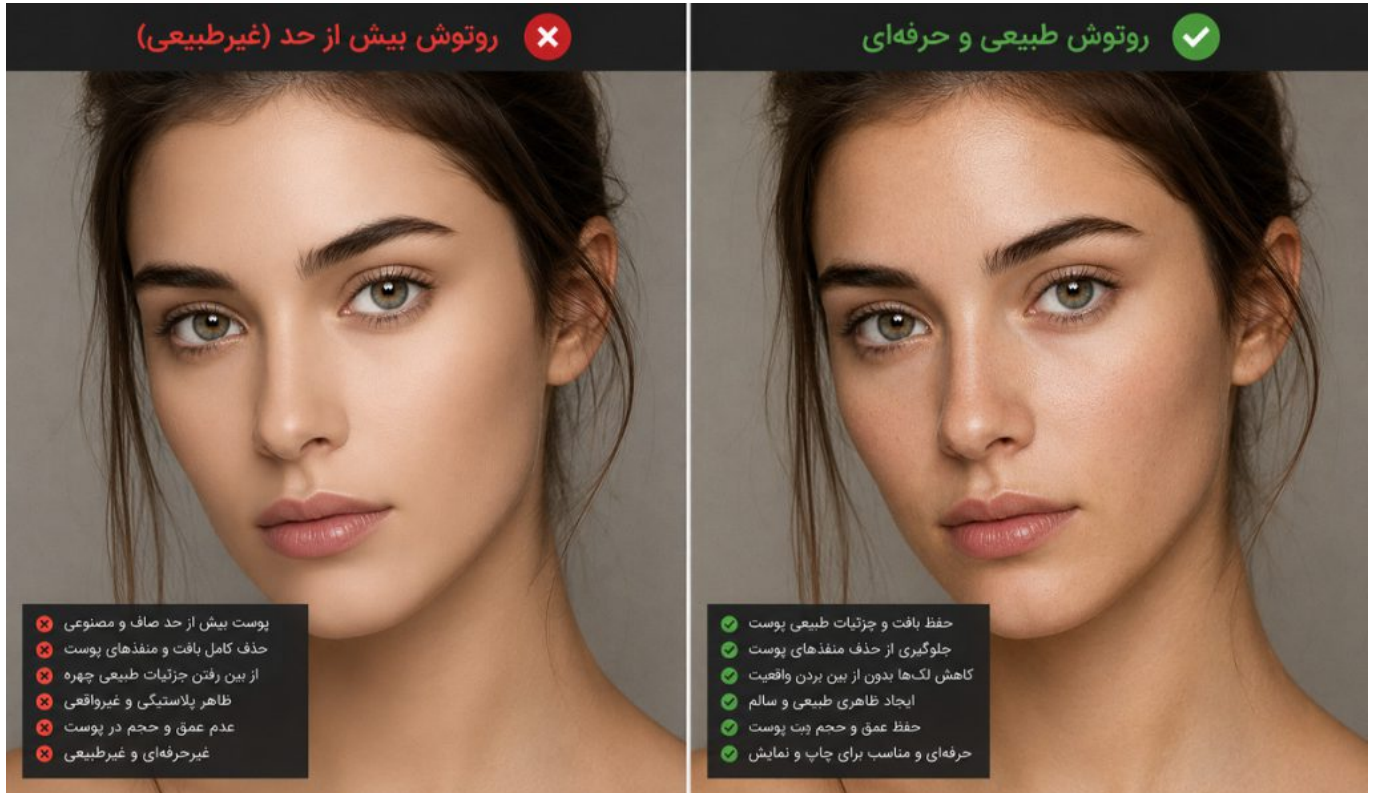 روتوش طبیعی و حرفه‌ای
حفظ بافت و چزئیات طبیعی پوست
جلوگیری از حذف منفذهای پوست
کاهش لک‌ها بدون از بین بردن واقعیت
ایجاد ظاهری طبیعی و سالم
حفظ عمق و حجم پوست
حرفه‌ای و مناسب برای چاپ و نمایش
روتوش بیش از حد (غیرطبیعی)
پوست بیش از حد صاف و مصنوعی
حذف کامل بافت و منفذهای پوست
از بین رفتن جزئیات طبیعی چهره
ظاهر پلاستیکی و غیرواقعی
عدم عمق و حجم در پوست
غیرحرفه‌ای و غیرطبیعی